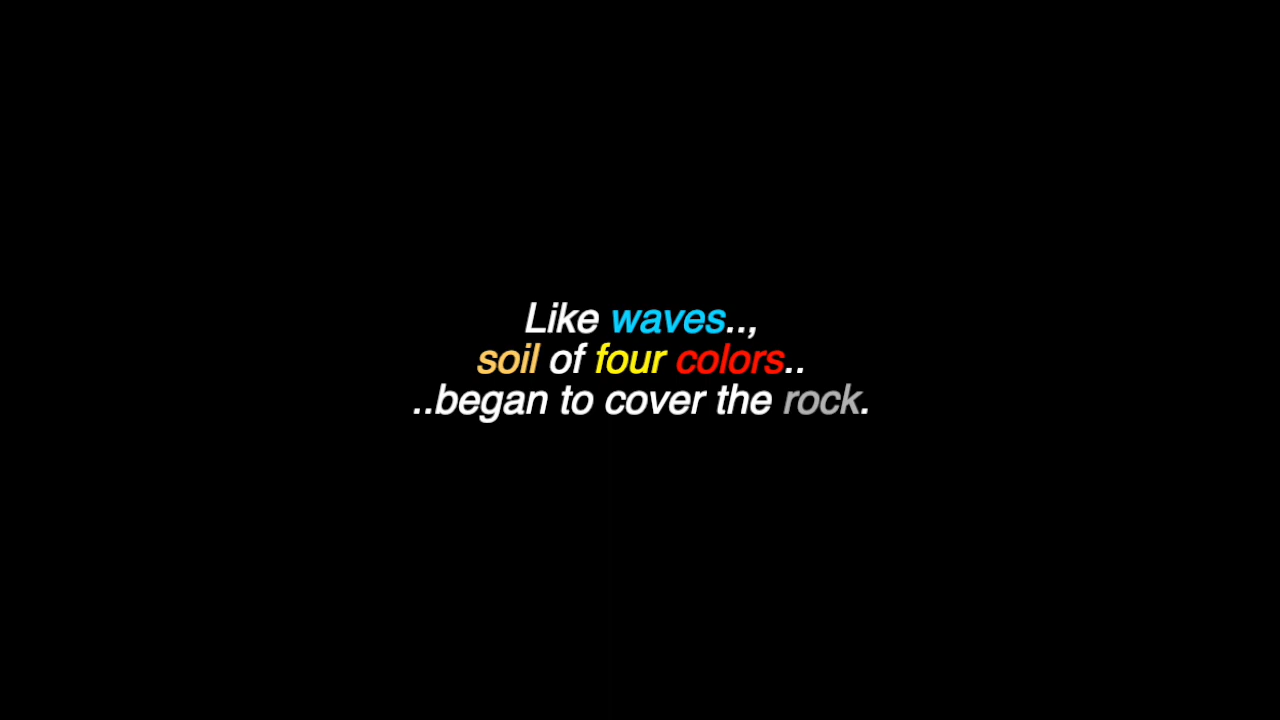 Like waves..,
soil of four colors..
..began to cover the rock.